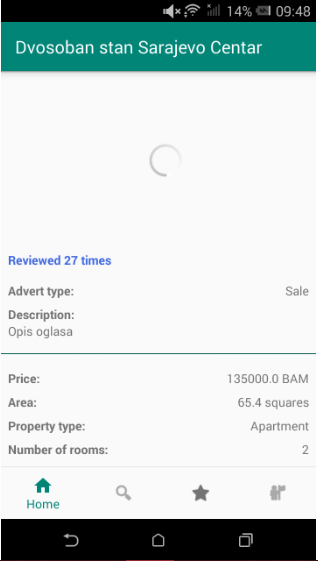 14% 09:48
Dvosoban stan Sarajevo Centar
Reviewed 27 times
Advert type: Sale
Description:
Opis oglasa
Price: 135000.0 BAM
Area: 65.4 squares
Property type: Apartment
Number of rooms: 2
Home